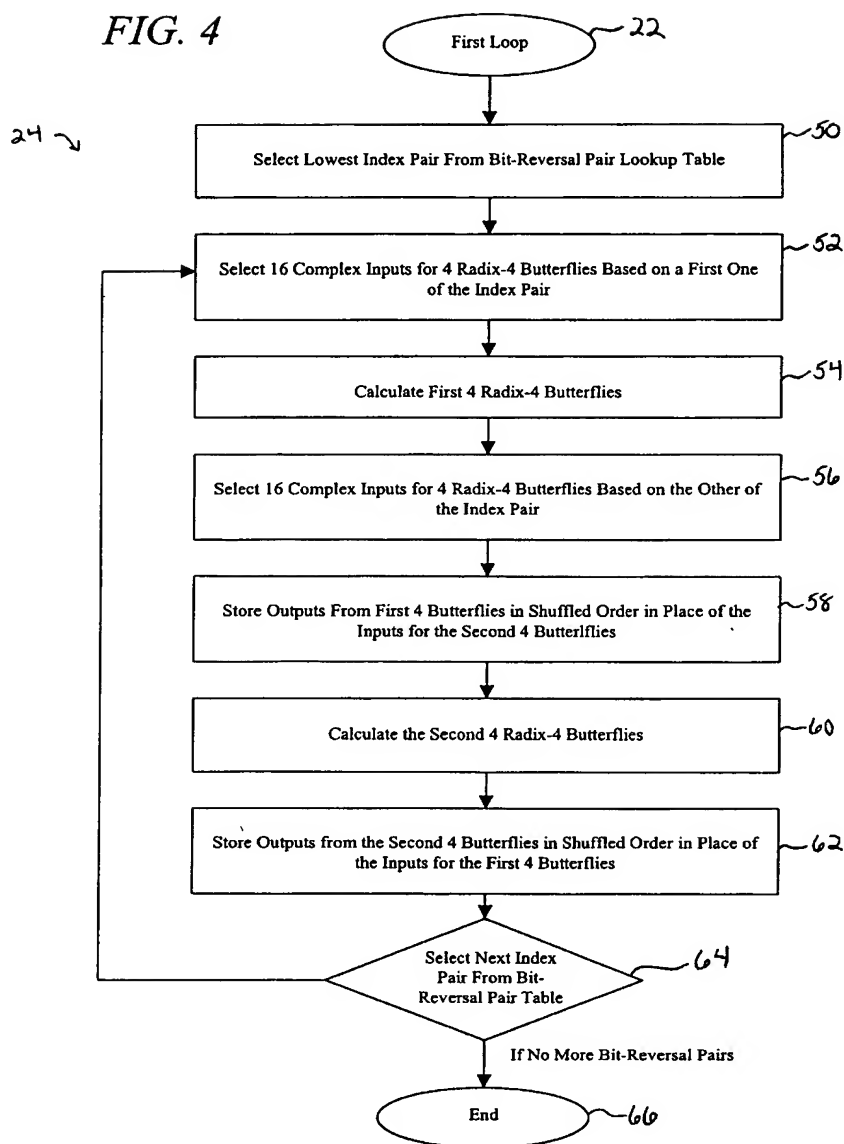 FIG. 4
First Loop
22
24
Select Lowest Index Pair From Bit-Reversal Pair Lookup Table
50
Select 16 Complex Inputs for 4 Radix-4 Butterflies Based on a First One
of the Index Pair
52
Calculate First 4 Radix-4 Butterflies
54
Select 16 Complex Inputs for 4 Radix-4 Butterflies Based on the Other of
the Index Pair
56
Store Outputs From First 4 Butterflies in Shuffled Order in Place of the
Inputs for the Second 4 Butterlflies
58
Calculate the Second 4 Radix-4 Butterflies
60
Store Outputs from the Second 4 Butterflies in Shuffled Order in Place of
the Inputs for the First 4 Butterflies
62
Select Next Index
Pair From Bit-
Reversal Pair Table
64
If No More Bit-Reversal Pairs
End
66